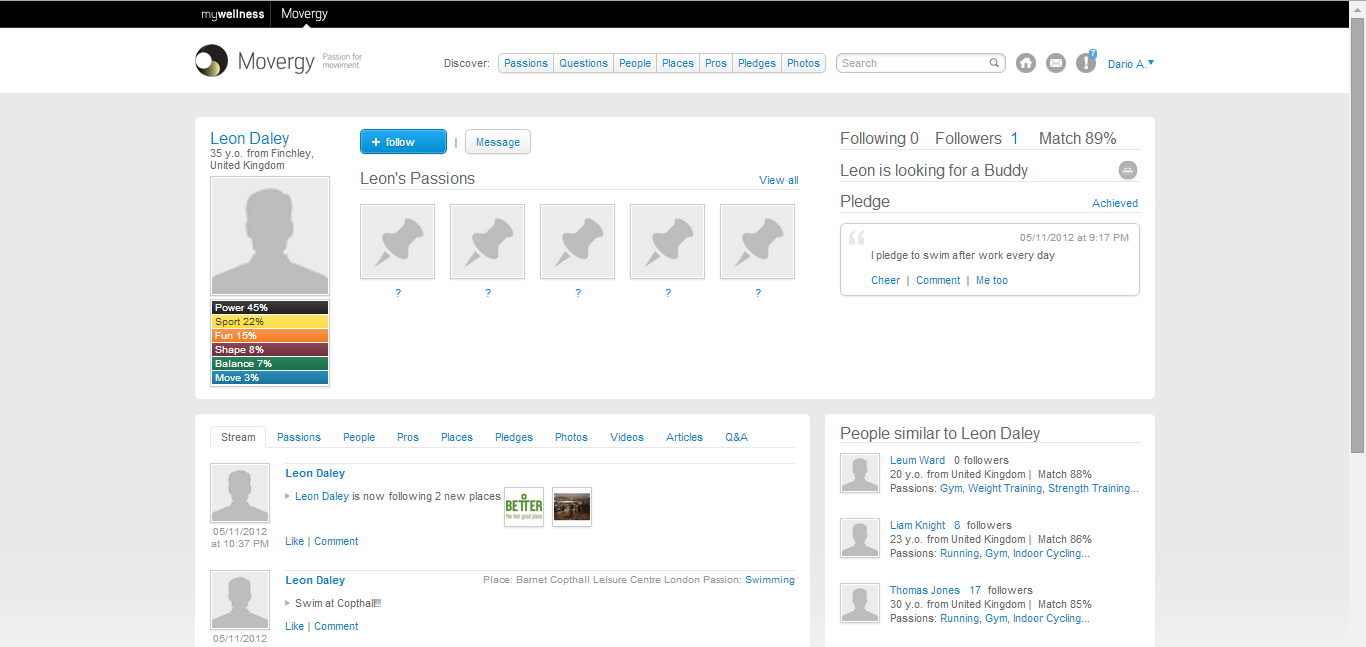 mywellness Movergy
Movergy Passion for movement.
Discover: Passions Questions People Places Pros Pledges Photos Search ! 7 Dario A.
Leon Daley
35 y.o. from Finchley,
United Kingdom
Power 45%
Sport 22%
Fun 15%
Shape 8%
Balance 7%
Move 3%
+ follow | Message
Leon's Passions View all
? ? ? ? ?
Following 0 Followers 1 Match 89%
Leon is looking for a Buddy
Pledge Achieved
“ 05/11/2012 at 9:17 PM
I pledge to swim after work every day
Cheer | Comment | Me too
Stream Passions People Pros Places Pledges Photos Videos Articles Q&A
Leon Daley
Leon Daley is now following 2 new places BETTER the feel good place
05/11/2012
at 10:37 PM
Like | Comment
Leon Daley Place: Barnet Copthall Leisure Centre London Passion: Swimming
Swim at Copthall!!
Like | Comment
05/11/2012
People similar to Leon Daley
Leum Ward 0 followers
20 y.o. from United Kingdom | Match 88%
Passions: Gym, Weight Training, Strength Training...
Liam Knight 8 followers
23 y.o. from United Kingdom | Match 86%
Passions: Running, Gym, Indoor Cycling...
Thomas Jones 17 followers
30 y.o. from United Kingdom | Match 85%
Passions: Running, Gym, Indoor Cycling...